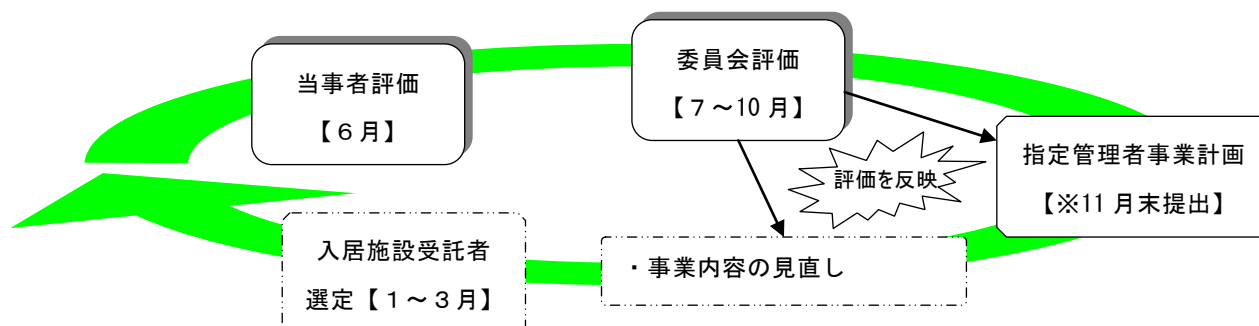 当事者評価
【６月】
委員会評価
【７～10月】
評価を反映
指定管理者事業計画
【※11月末提出】
入居施設受託者
選定【１～３月】
・事業内容の見直し